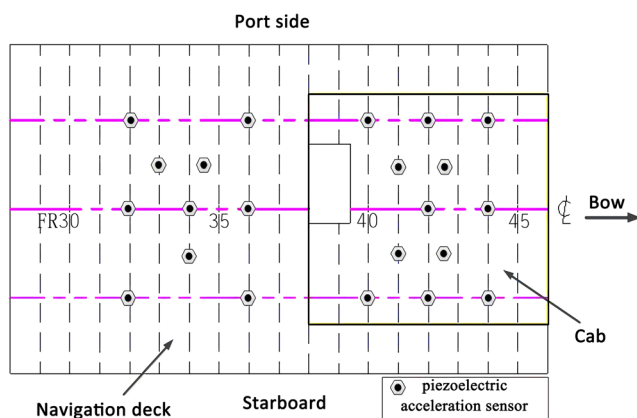 Port side
FR30
35
40
45
℄
Bow
Cab
Navigation deck
Starboard
piezoelectric
acceleration sensor